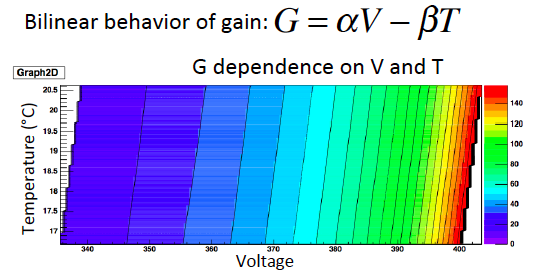 Bilinear behavior of gain: G = αV − βT
G dependence on V and T
Graph2D
Temperature (°C)
20.5
20
19.5
19
18.5
18
17.5
17
340 350 360 370 380 390 400
Voltage
140
120
100
80
60
40
20
0